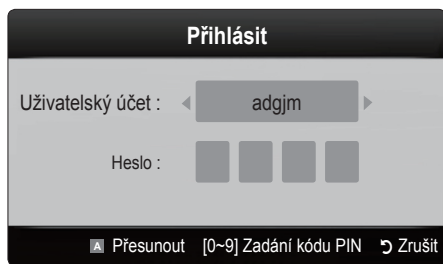 Přihlásit
Uživatelský účet : adgjm
Heslo :
A Přesunout [0~9] Zadání kódu PIN Zrušit